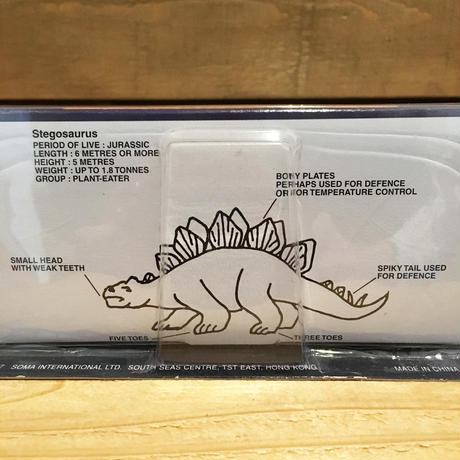 Stegosaurus
PERIOD OF LIVE : JURASSIC
LENGTH : 6 METRES OR MORE
HEIGHT : 5 METRES
WEIGHT : UP TO 1.8 TONNES
GROUP : PLANT-EATER
BONY PLATES
PERHAPS USED FOR DEFENCE
OR FOR TEMPERATURE CONTROL
SMALL HEAD
WITH WEAK TEETH
SPIKY TAIL USED
FOR DEFENCE
FIVE TOES
THREE TOES
SOMA INTERNATIONAL LTD. SOUTH SEAS CENTRE, TST EAST, HONG KONG
MADE IN CHINA